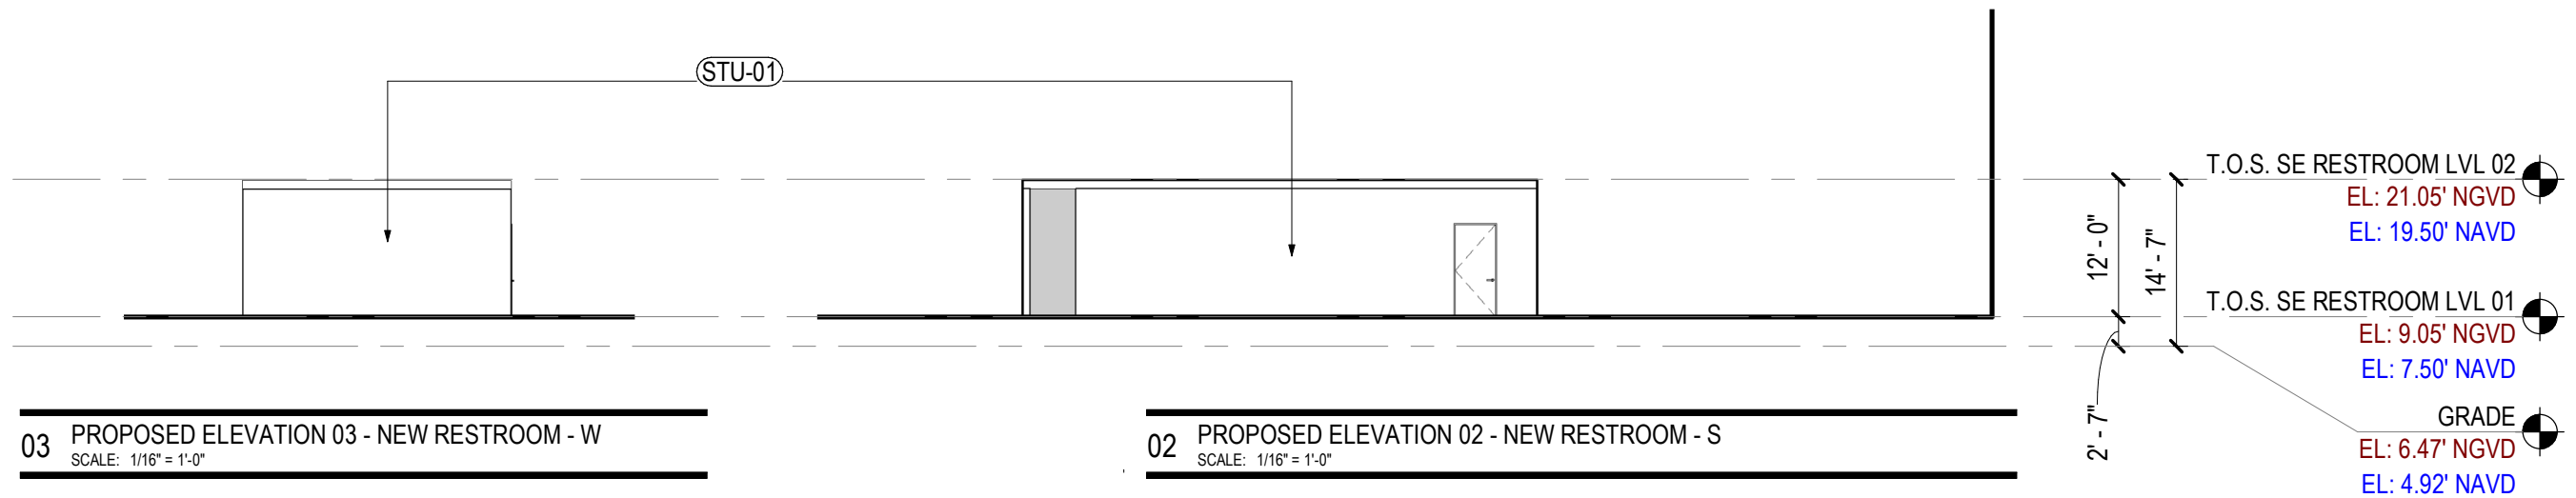 STU-01
T.O.S. SE RESTROOM LVL 02
EL: 21.05' NGVD
EL: 19.50' NAVD
12' - 0"
14' - 7"
T.O.S. SE RESTROOM LVL 01
EL: 9.05' NGVD
EL: 7.50' NAVD
2' - 7"
GRADE
EL: 6.47' NGVD
EL: 4.92' NAVD
03 PROPOSED ELEVATION 03 - NEW RESTROOM - W
SCALE: 1/16" = 1'-0"
02 PROPOSED ELEVATION 02 - NEW RESTROOM - S
SCALE: 1/16" = 1'-0"